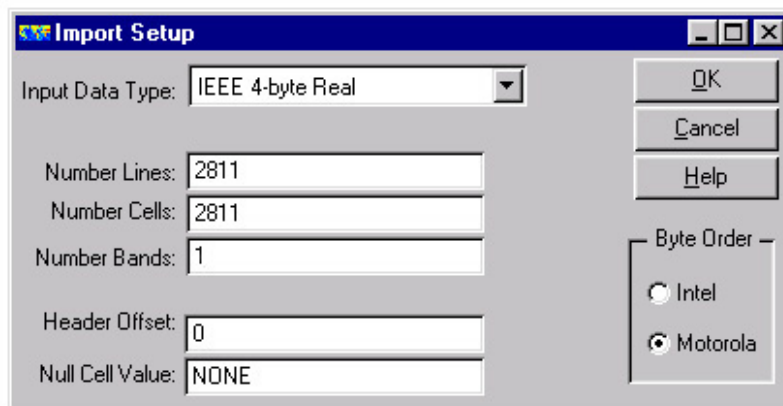 Import Setup
Input Data Type: IEEE 4-byte Real
OK
Cancel
Help
Number Lines: 2811
Number Cells: 2811
Number Bands: 1
Header Offset: 0
Null Cell Value: NONE
Byte Order
Intel
Motorola